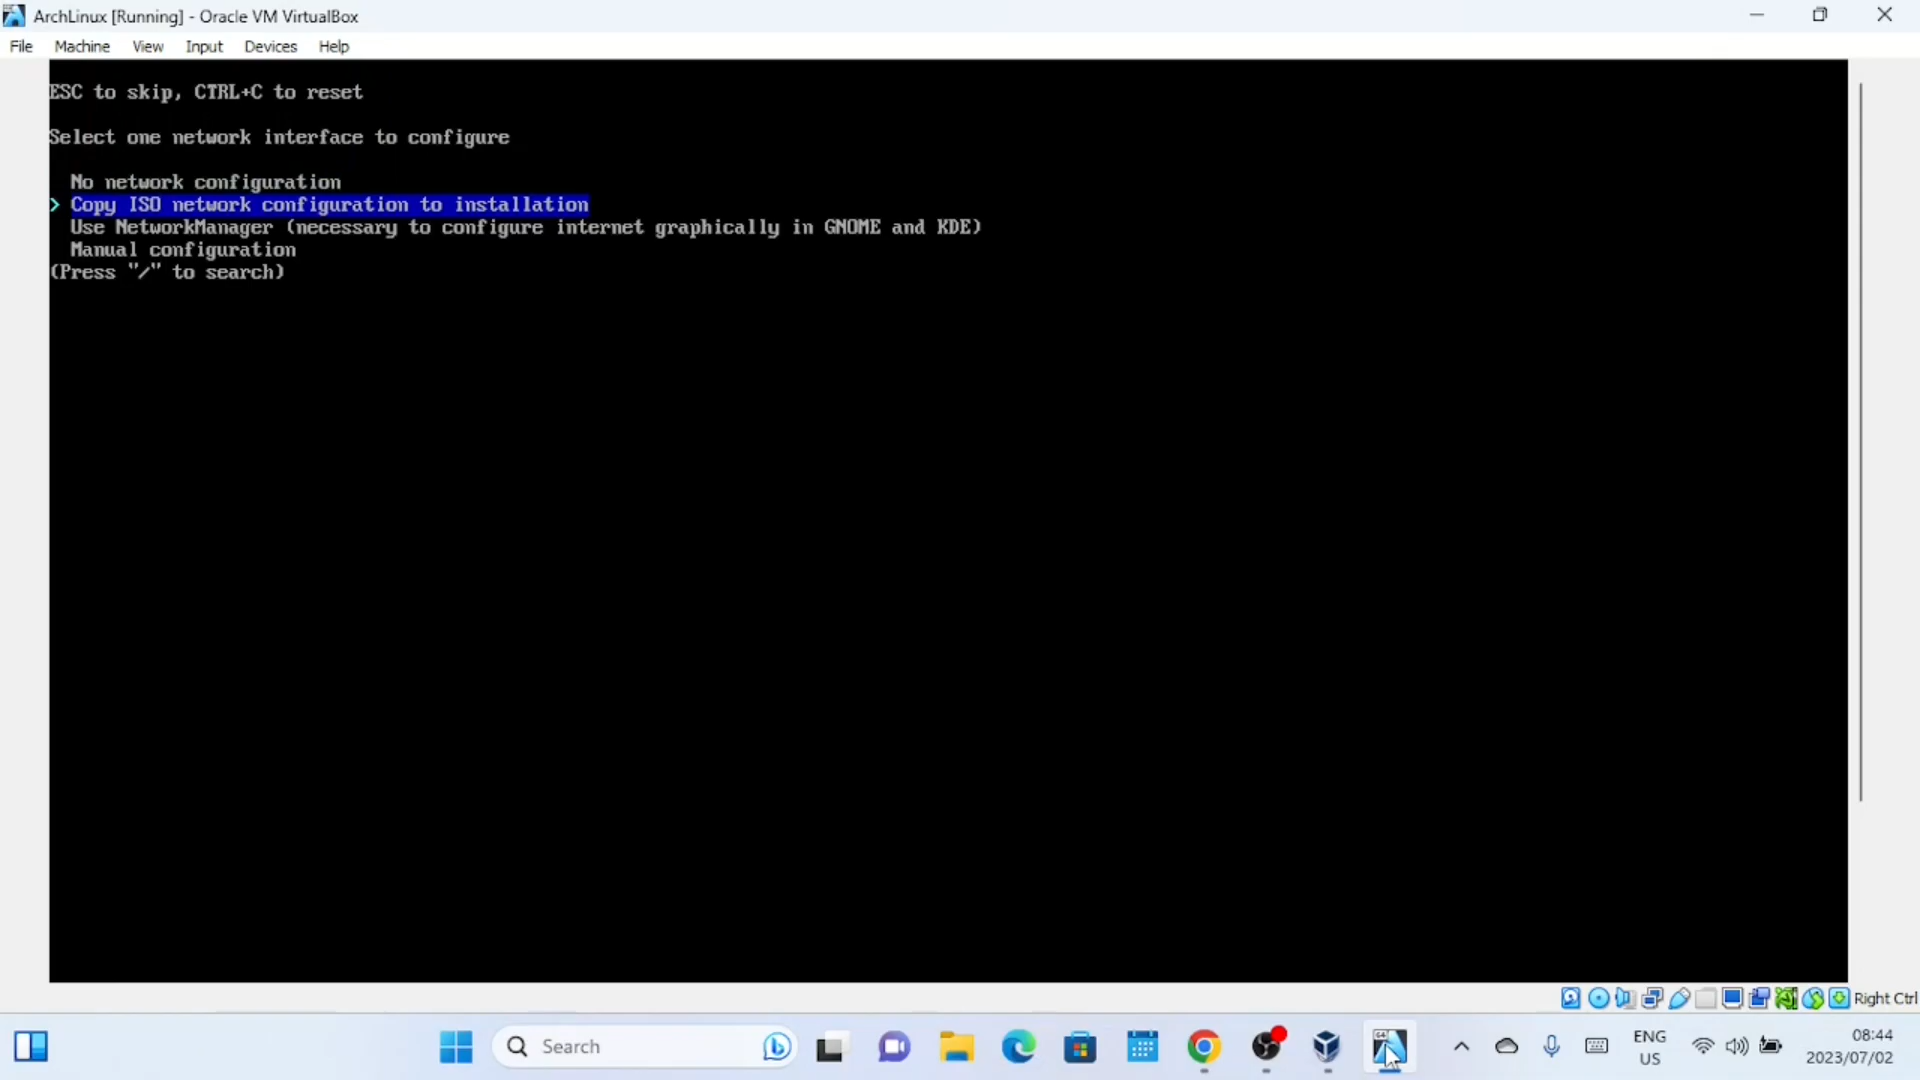 ArchLinux [Running] - Oracle VM VirtualBox
File Machine View Input Devices Help
ESC to skip, CTRL+C to reset
Select one network interface to configure
No network configuration
> Copy ISO network configuration to installation
Use NetworkManager (necessary to configure internet graphically in GNOME and KDE)
Manual configuration
(Press "/" to search)
Right Ctrl
Search
ENG
US
08:44
2023/07/02